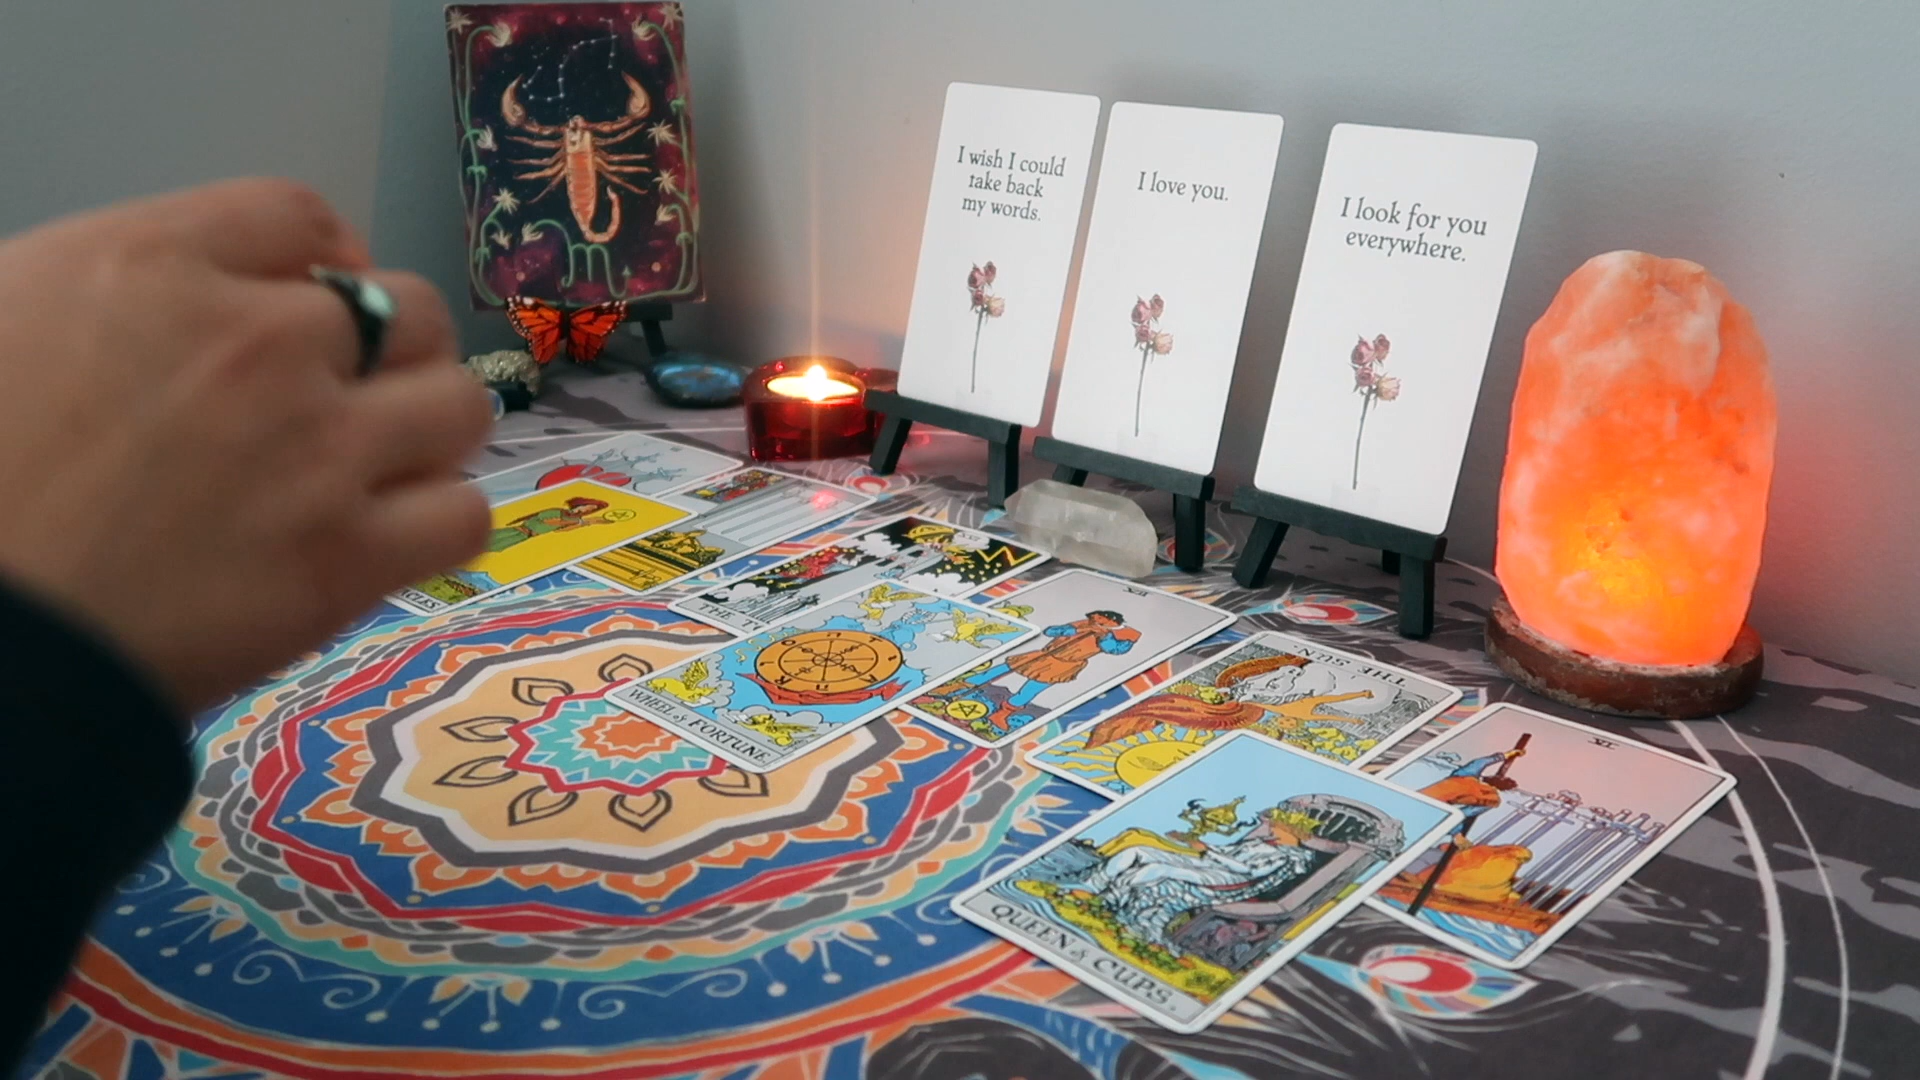 I wish I could
take back
my words.
I love you.
I look for you
everywhere.
THE SUN.
WHEEL of FORTUNE.
QUEEN of CUPS.
VI